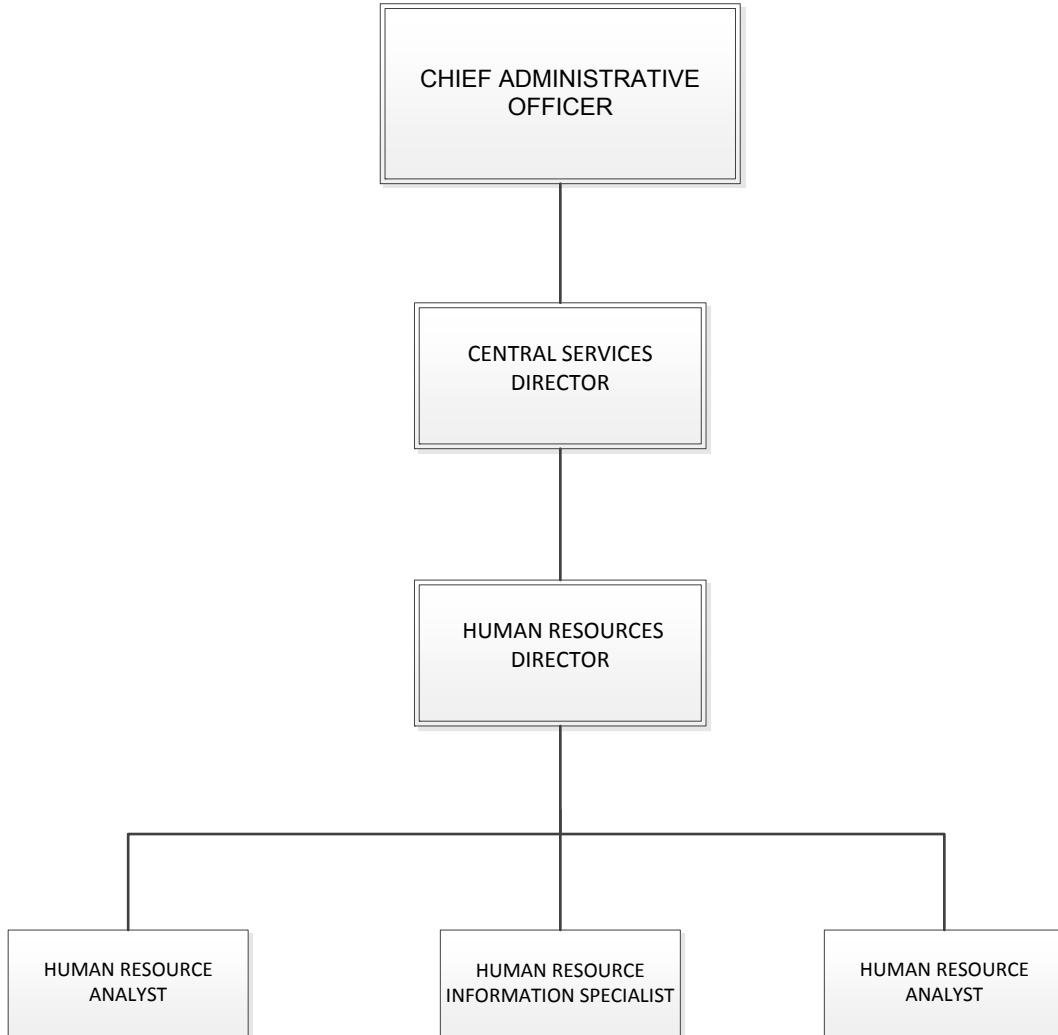 CHIEF ADMINISTRATIVE
OFFICER
CENTRAL SERVICES
DIRECTOR
HUMAN RESOURCES
DIRECTOR
HUMAN RESOURCE
ANALYST
HUMAN RESOURCE
INFORMATION SPECIALIST
HUMAN RESOURCE
ANALYST